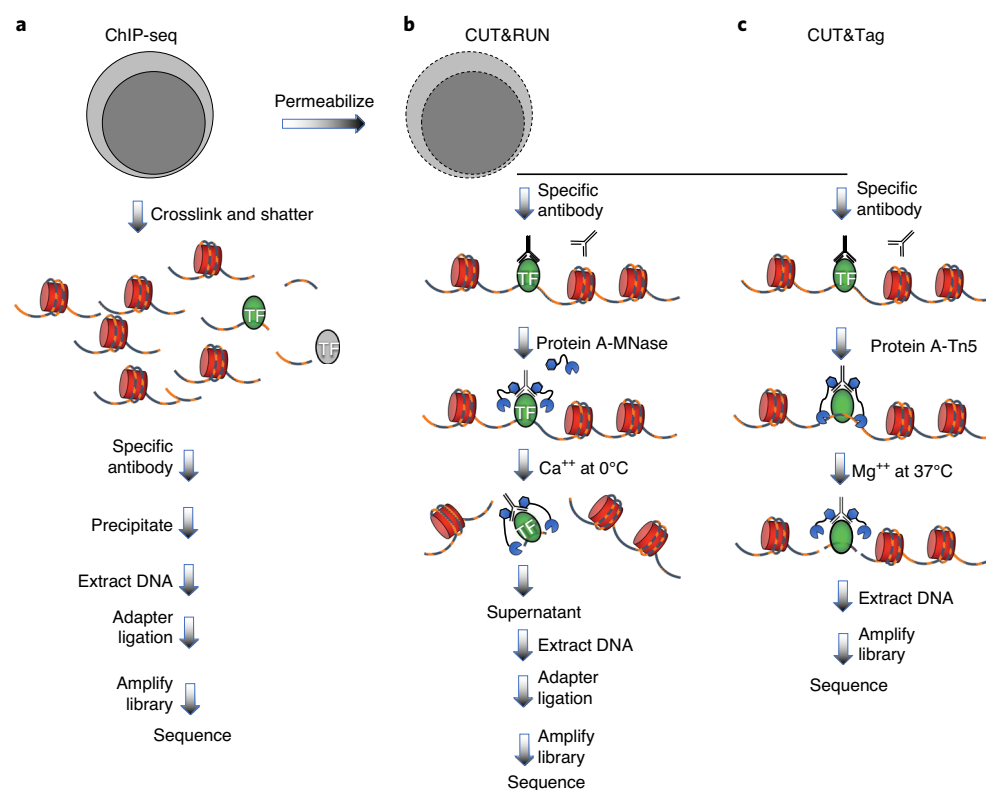 a
ChIP-seq
Crosslink and shatter
TF
TF
Specific
antibody
Precipitate
Extract DNA
Adapter
ligation
Amplify
library
Sequence
Permeabilize
b
CUT&RUN
Specific
antibody
TF
Protein A-MNase
TF
Ca⁺⁺ at 0°C
TF
Supernatant
Extract DNA
Adapter
ligation
Amplify
library
Sequence
c
CUT&Tag
Specific
antibody
TF
Protein A-Tn5
Mg⁺⁺ at 37°C
Extract DNA
Amplify
library
Sequence